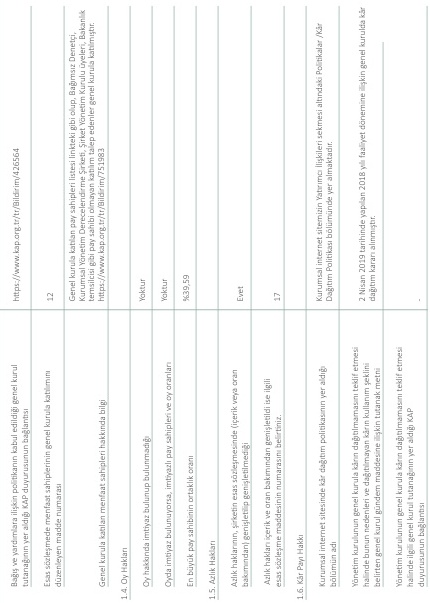 Bağış ve yardımlara ilişkin politikanın kabul edildiği genel kurul
tutanağının yer aldığı KAP duyurusunun bağlantısı
https://www.kap.org.tr/tr/Bildirim/426564
Esas sözleşmede menfaat sahiplerinin genel kurula katılımını
düzenleyen madde numarası
12
Genel kurula katılan menfaat sahipleri hakkında bilgi
Genel kurula katılan pay sahipleri listesi linkteki gibi olup, Bağımsız Denetçi,
Kurumsal Yönetim Derecelendirme Şirketi, Şirket Yönetim Kurulu üyeleri, Bakanlık
temsilcisi gibi pay sahibi olmayan katılım talep edenler genel kurula katılmıştır.
https://www.kap.org.tr/tr/Bildirim/751983
1.4. Oy Hakları
Oy hakkında imtiyaz bulunup bulunmadığı
Yoktur
Oyda imtiyaz bulunuyorsa, imtiyazlı pay sahipleri ve oy oranları
Yoktur
En büyük pay sahibinin ortaklık oranı
%39,59
1.5. Azlık Hakları
Azlık haklarının, şirketin esas sözleşmesinde (içerik veya oran
bakımından) genişletilip genişletilmediği
Evet
Azlık hakları içerik ve oran bakımından genişletildi ise ilgili
esas sözleşme maddesinin numarasını belirtiniz.
17
1.6. Kâr Payı Hakkı
Kurumsal internet sitesinde kâr dağıtım politikasının yer aldığı
bölümün adı
Kurumsal internet sitemizin Yatırımcı İlişkileri sekmesi altındaki Politikalar /Kâr
Dağıtım Politikası bölümünde yer almaktadır.
Yönetim kurulunun genel kurula kârın dağıtılmamasını teklif etmesi
halinde bunun nedenleri ve dağıtılmayan kârın kullanım şeklini
belirten genel kurul gündem maddesine ilişkin tutanak metni
2 Nisan 2019 tarihinde yapılan 2018 yılı faaliyet dönemine ilişkin genel kurulda kâr
dağıtım kararı alınmıştır.
Yönetim kurulunun genel kurula kârın dağıtılmamasını teklif etmesi
halinde ilgili genel kurul tutanağının yer aldığı KAP
duyurusunun bağlantısı
-